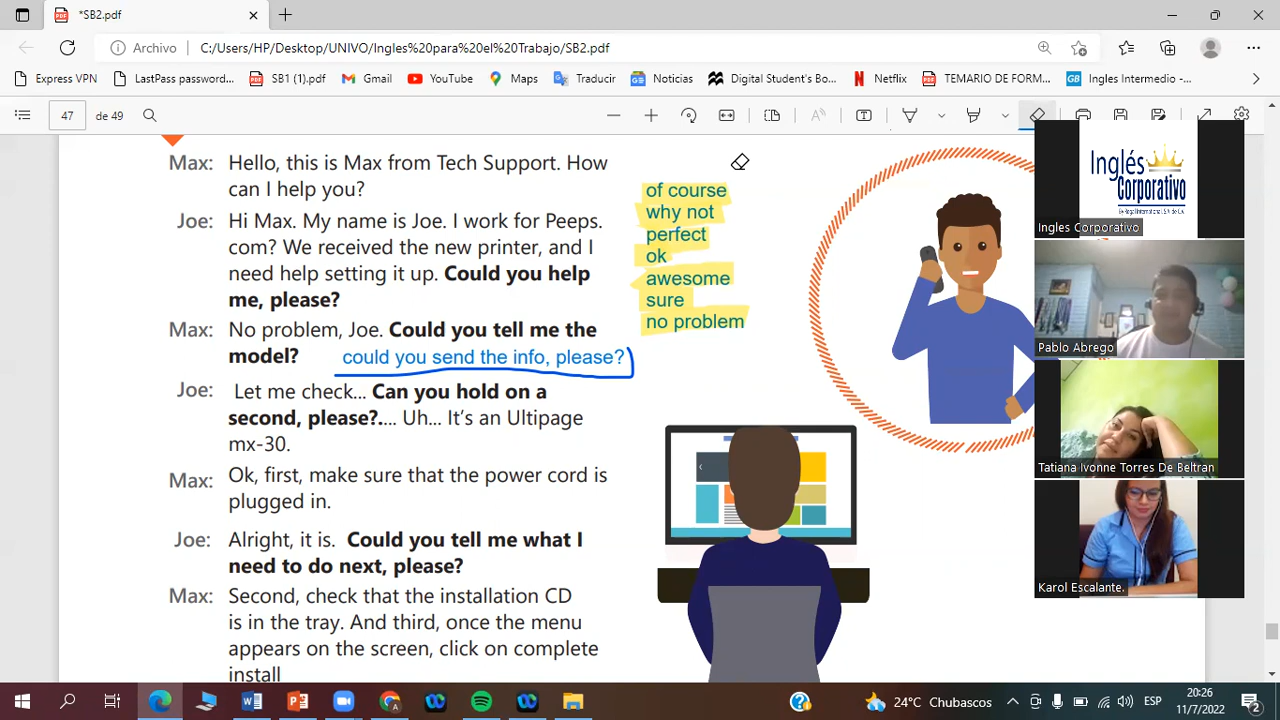 *SB2.pdf
Archivo C:/Users/HP/Desktop/UNIVO/Ingles%20para%20el%20Trabajo/SB2.pdf
Express VPN LastPass password... SB1 (1).pdf Gmail YouTube Maps Traducir Noticias Digital Student's Bo... Netflix TEMARIO DE FORM... Ingles Intermedio -...
47 de 49
Max: Hello, this is Max from Tech Support. How
can I help you?
Joe: Hi Max. My name is Joe. I work for Peeps.
com? We received the new printer, and I
need help setting it up. Could you help
me, please?
Max: No problem, Joe. Could you tell me the
model? could you send the info, please?
Joe: Let me check... Can you hold on a
second, please?.... Uh... It's an Ultipage
mx-30.
Max: Ok, first, make sure that the power cord is
plugged in.
Joe: Alright, it is. Could you tell me what I
need to do next, please?
Max: Second, check that the installation CD
is in the tray. And third, once the menu
appears on the screen, click on complete
install
of course
why not
perfect
ok
awesome
sure
no problem
Inglés
Corporativo
Ingles Corporativo
Pablo Abrego
Tatiana Ivonne Torres De Beltran
Karol Escalante.
24°C Chubascos
ESP
20:26
11/7/2022
2